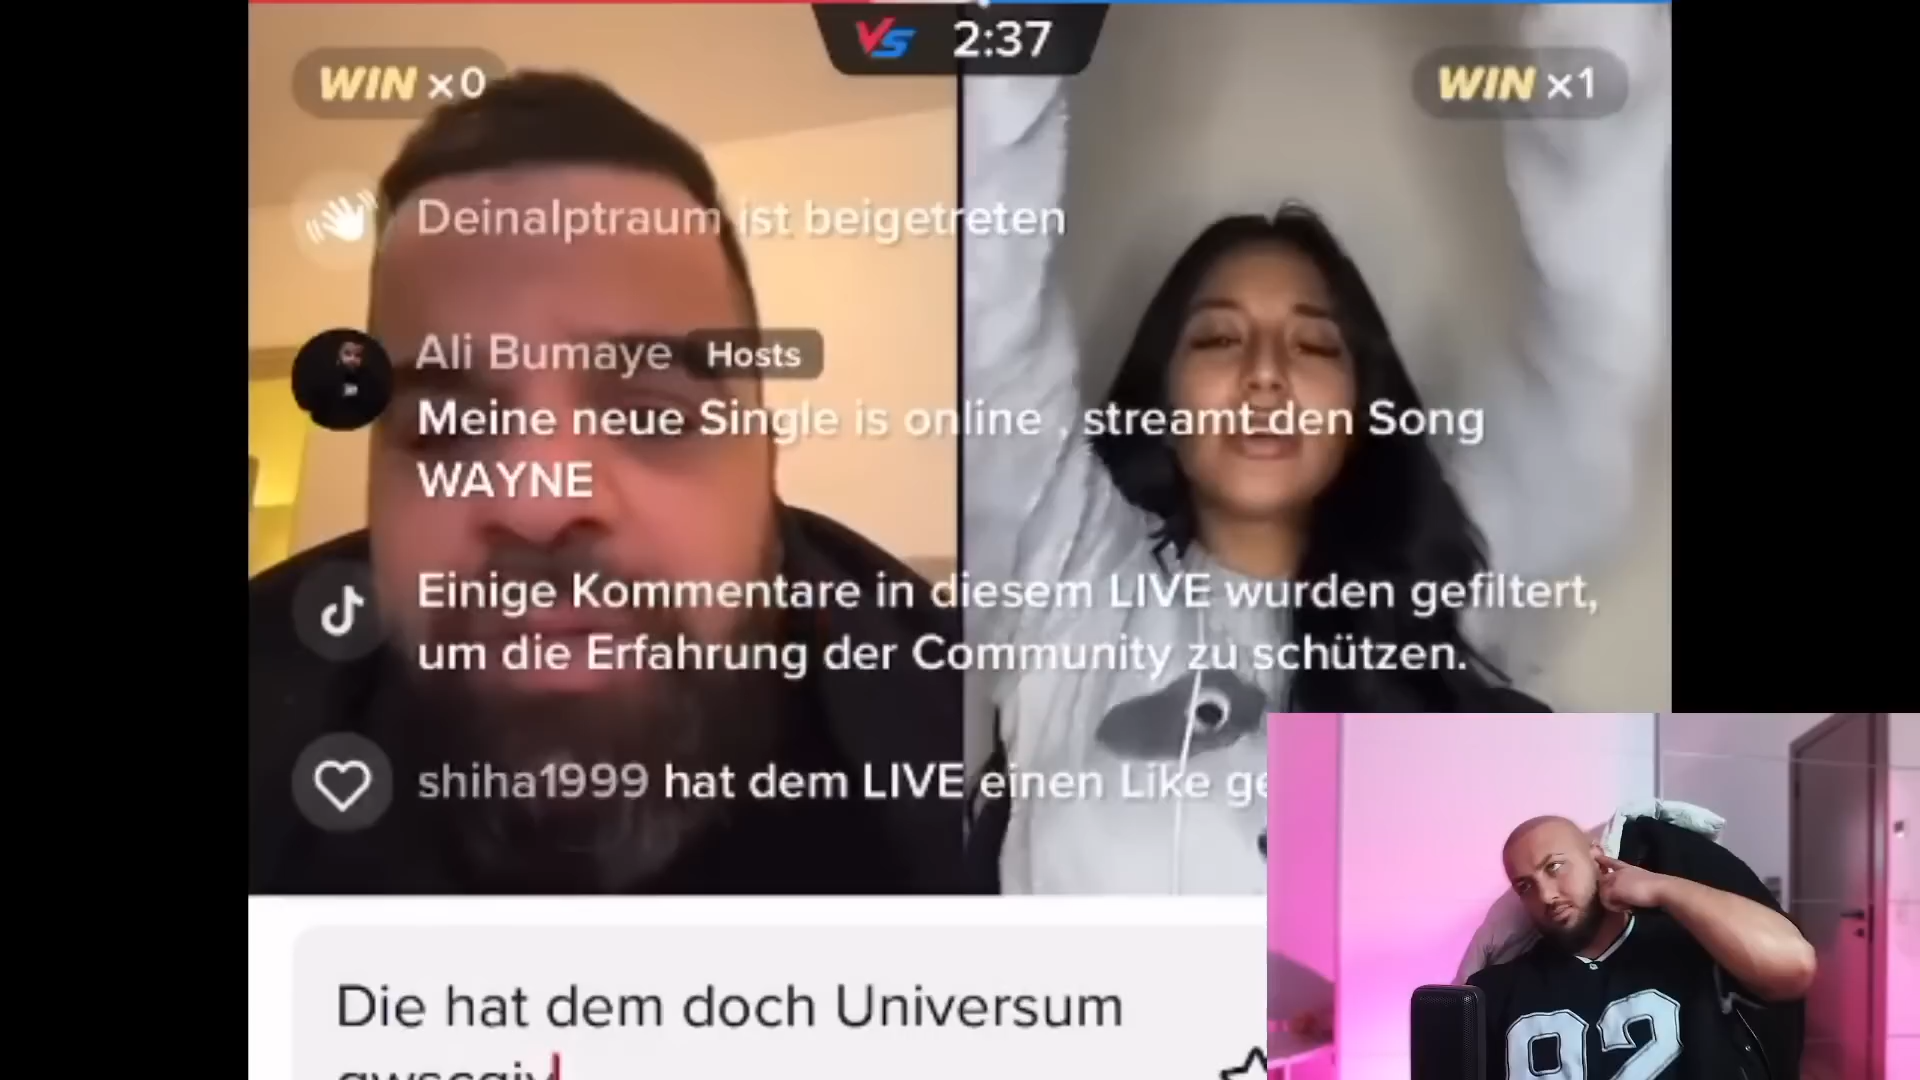 VS 2:37
WIN x0
WIN x1
Deinalptraum ist beigetreten
Ali Bumaye Hosts
Meine neue Single is online , streamt den Song
WAYNE
Einige Kommentare in diesem LIVE wurden gefiltert,
um die Erfahrung der Community zu schützen.
shiha1999 hat dem LIVE einen Like
Die hat dem doch Universum
92